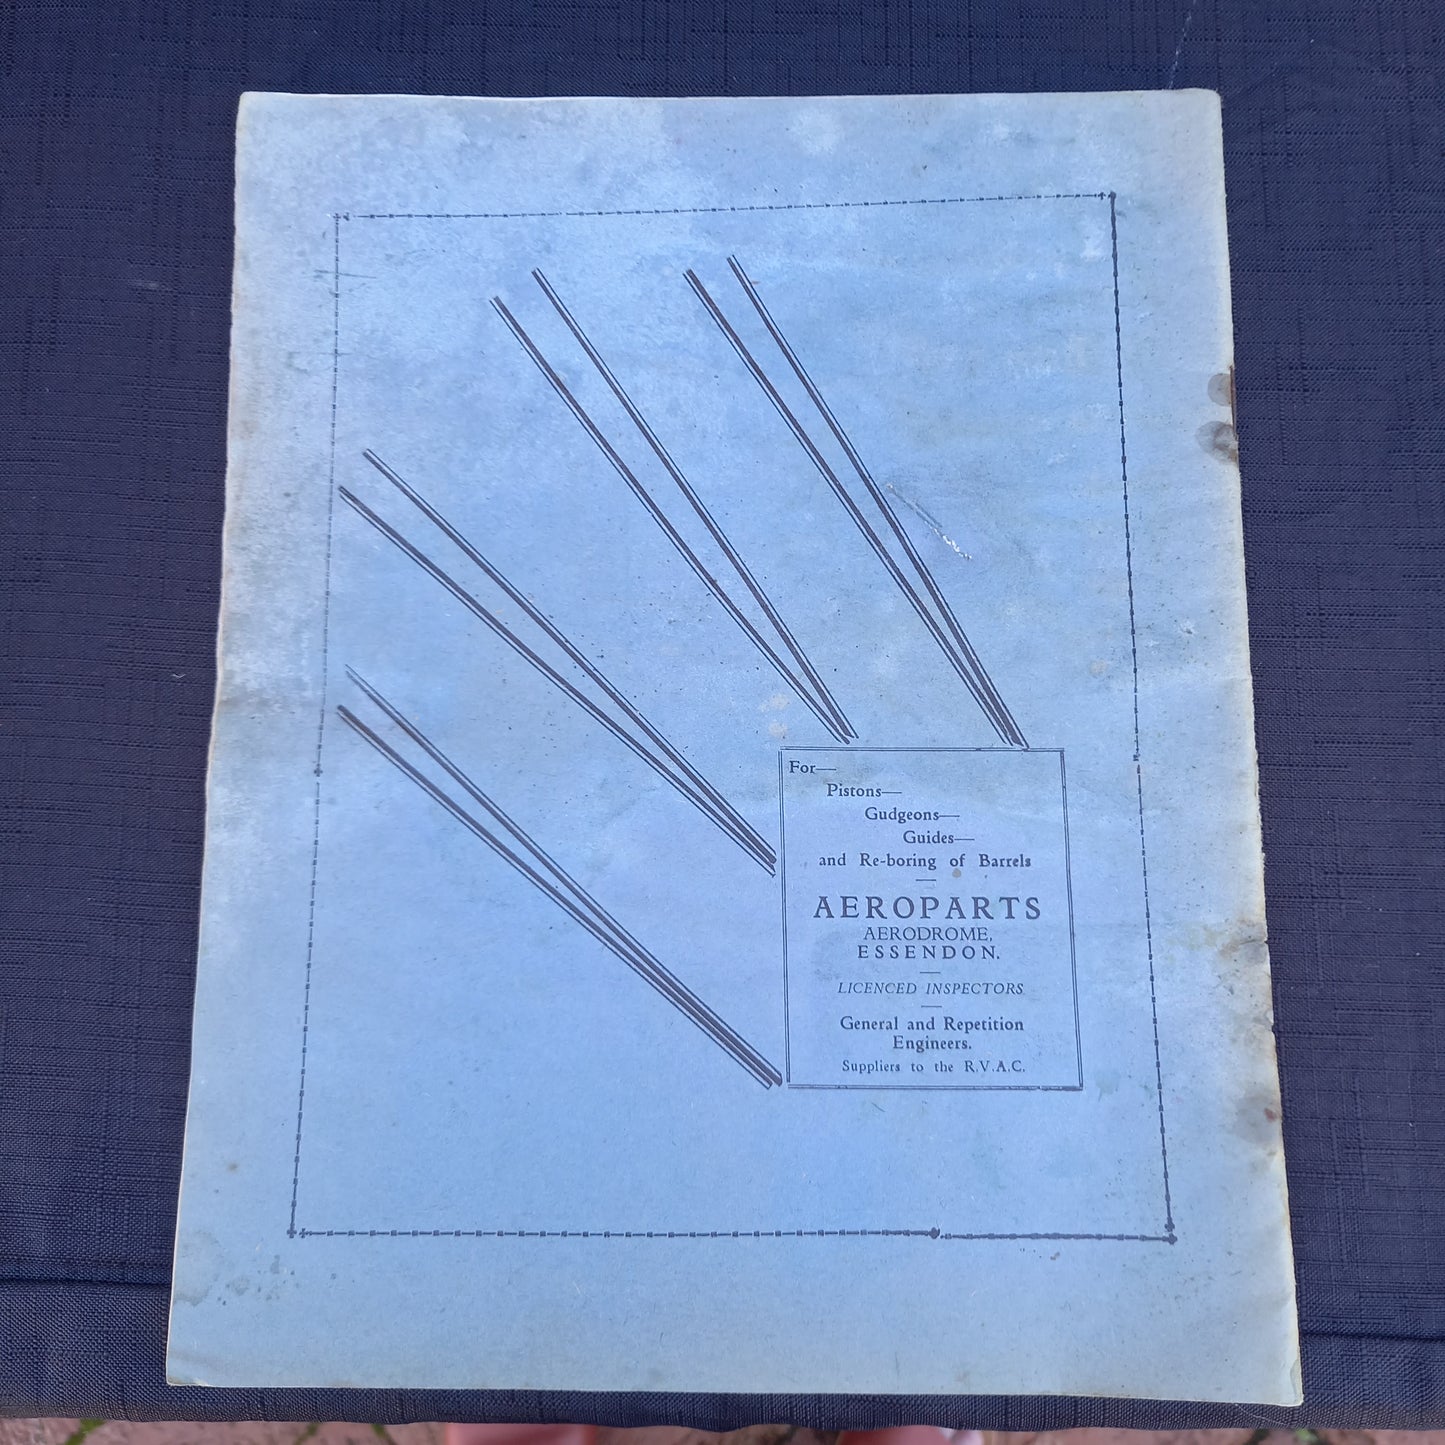 For—
Pistons—
Gudgeons—
Guides—
and Re-boring of Barrels
AEROPARTS
AERODROME,
ESSENDON.
LICENCED INSPECTORS
General and Repetition
Engineers.
Suppliers to the R.V.A.C.